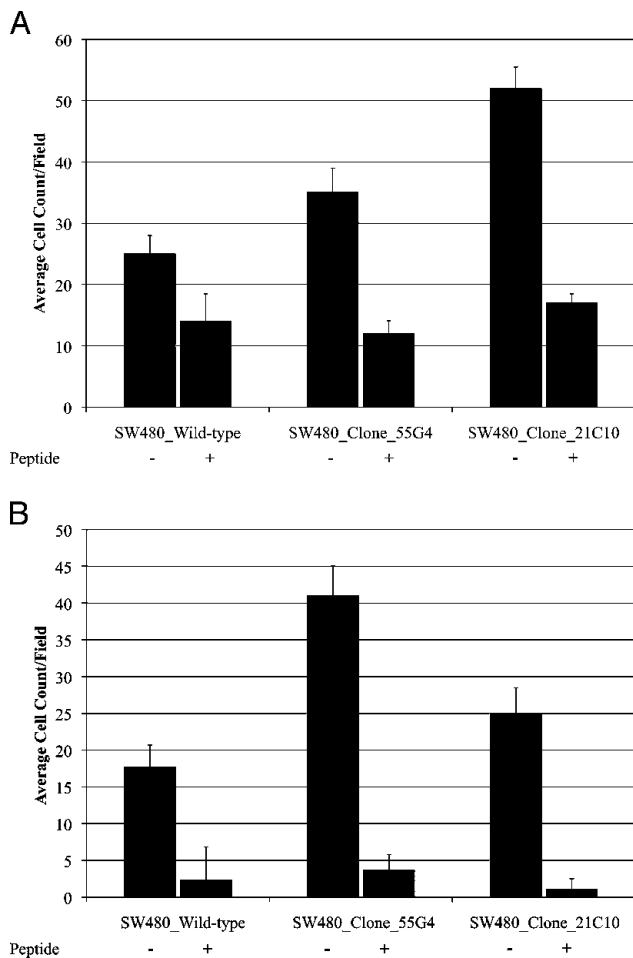 A
60
50
40
30
20
10
0
Average Cell Count/Field
SW480_Wild-type SW480_Clone_55G4 SW480_Clone_21C10
Peptide - + - + - +
B
50
45
40
35
30
25
20
15
10
5
0
Average Cell Count/Field
SW480_Wild-type SW480_Clone_55G4 SW480_Clone_21C10
Peptide - + - + - +